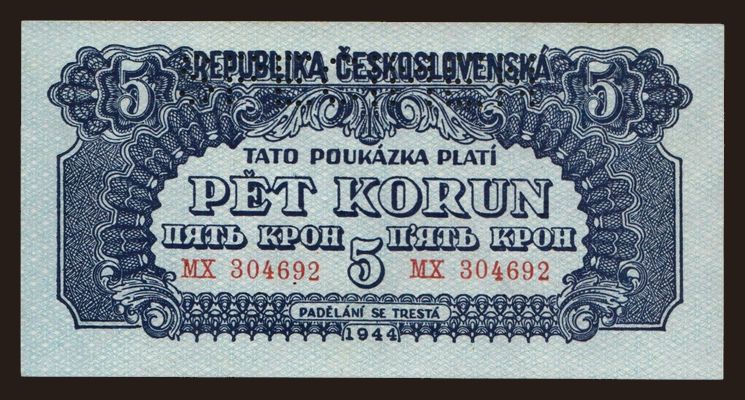 REPUBLIKA ČESKOSLOVENSKÁ
5 5
TATO POUKÁZKA PLATÍ
PĚT KORUN
ПЯТЬ КРОН П'ЯТЬ КРОН
MX 304692 5 MX 304692
PADĚLÁNÍ SE TRESTÁ
1944